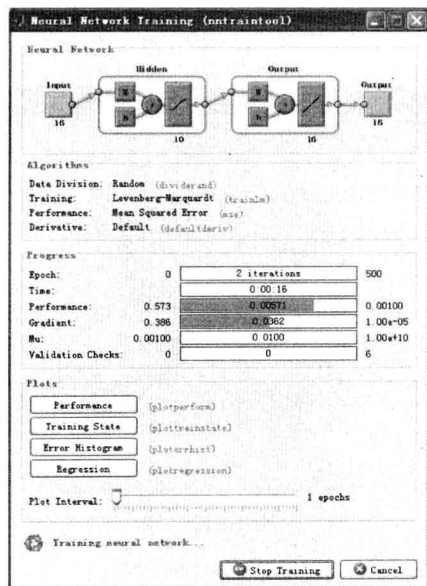 Neural Network Training (nntraintool)
Neural Network
Hidden Output
Input Output
W W
b b
16 10 16 16
Algorithms
Data Division: Random (dividerand)
Training: Levenberg-Marquardt (trainlm)
Performance: Mean Squared Error (mse)
Derivative: Default (defaultderiv)
Progress
Epoch: 0 2 iterations 500
Time: 0:00:16
Performance: 0.573 0.00571 0.00100
Gradient: 0.386 0.0362 1.00e-05
Mu: 0.00100 0.0100 1.00e+10
Validation Checks: 0 0 6
Plots
Performance (plotperform)
Training State (plottrainstate)
Error Histogram (ploterrhist)
Regression (plotregression)
Plot Interval: 1 epochs
Training neural network...
Stop Training Cancel